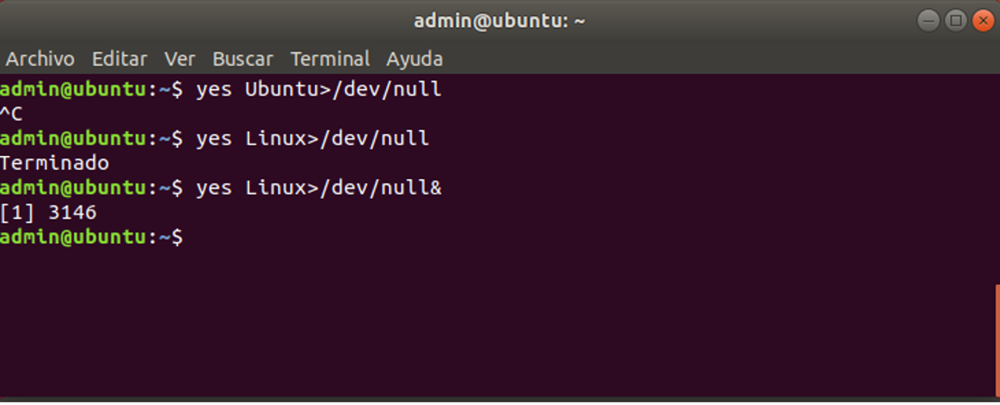 admin@ubuntu: ~
Archivo Editar Ver Buscar Terminal Ayuda
admin@ubuntu:~$ yes Ubuntu>/dev/null
^C
admin@ubuntu:~$ yes Linux>/dev/null
Terminado
admin@ubuntu:~$ yes Linux>/dev/null&
[1] 3146
admin@ubuntu:~$